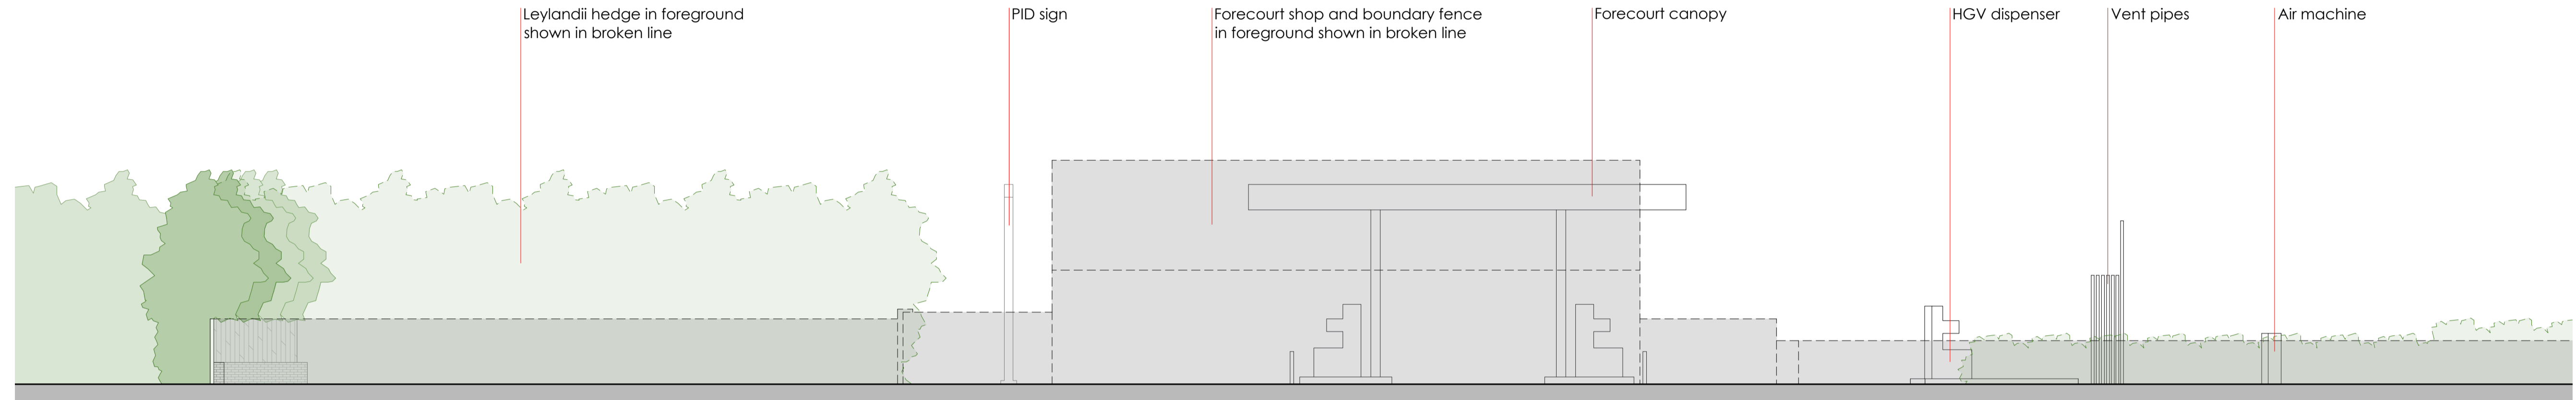 Leylandii hedge in foreground
shown in broken line
PID sign
Forecourt shop and boundary fence
in foreground shown in broken line
Forecourt canopy
HGV dispenser
Vent pipes
Air machine